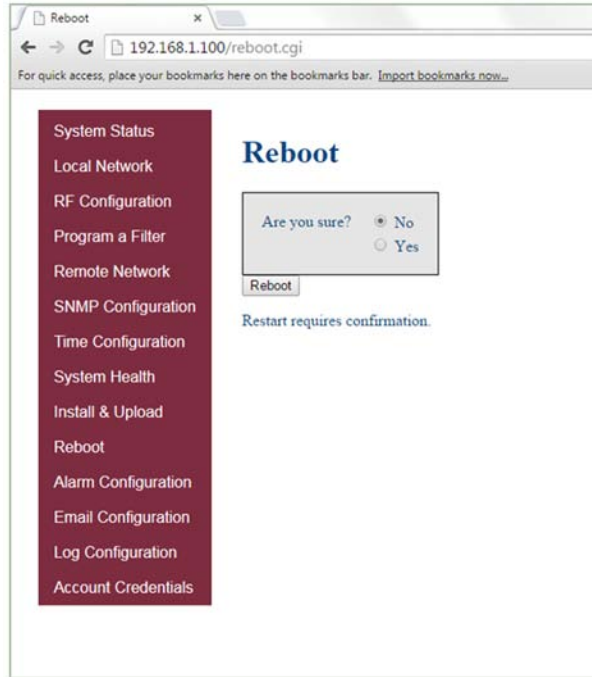 Reboot
192.168.1.100/reboot.cgi
For quick access, place your bookmarks here on the bookmarks bar. Import bookmarks now...
System Status
Local Network
RF Configuration
Program a Filter
Remote Network
SNMP Configuration
Time Configuration
System Health
Install & Upload
Reboot
Alarm Configuration
Email Configuration
Log Configuration
Account Credentials
Reboot
Are you sure? No
Yes
Reboot
Restart requires confirmation.